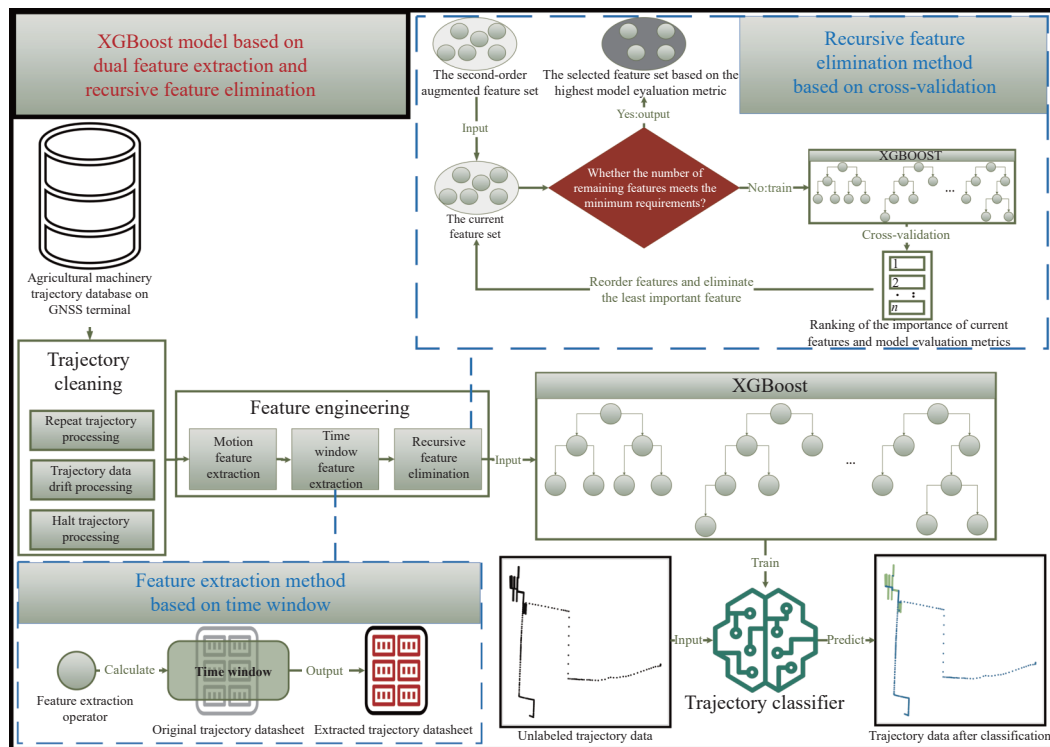 XGBoost model based on
dual feature extraction and
recursive feature elimination
Agricultural machinery
trajectory database on
GNSS terminal
The second-order
augmented feature set
The selected feature set based on the
highest model evaluation metric
Recursive feature
elimination method
based on cross-validation
Input
Yes:output
The current
feature set
Whether the number of
remaining features meets the
minimum requirements?
No:train
XGBOOST
...
Cross-validation
1
2
n
Reorder features and eliminate
the least important feature
Ranking of the importance of current
features and model evaluation metrics
Trajectory
cleaning
Repeat trajectory
processing
Trajectory data
drift processing
Halt trajectory
processing
Feature engineering
Motion
feature
extraction
Time
window
feature
extraction
Recursive
feature
elimination
Input
XGBoost
...
Train
Feature extraction method
based on time window
Calculate
Time window
Output
Feature extraction
operator
Original trajectory datasheet
Extracted trajectory datasheet
Input
Predict
Trajectory classifier
Unlabeled trajectory data
Trajectory data after classification